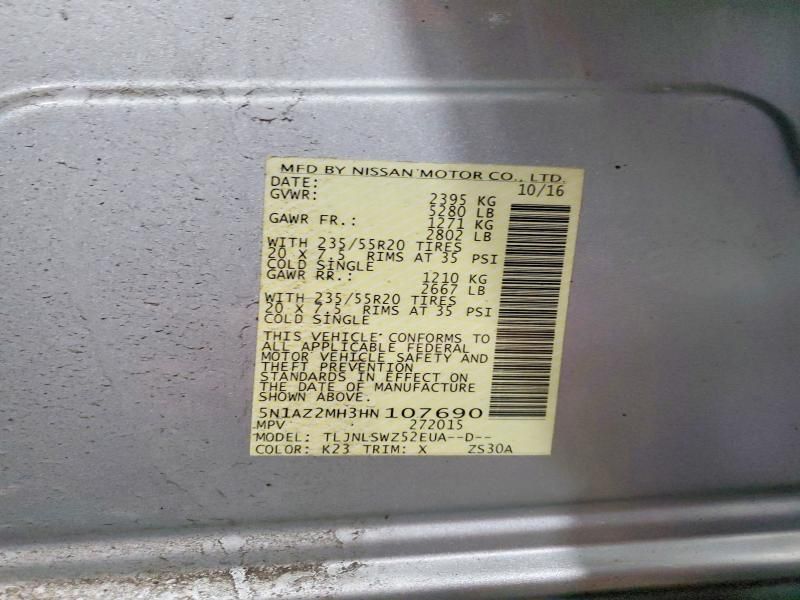 MFD BY NISSAN MOTOR CO., LTD.
DATE: 10/16
GVWR: 2395 KG
5280 LB
GAWR FR.: 1271 KG
2802 LB
WITH 235/55R20 TIRES
20 X 7.5 RIMS AT 35 PSI
COLD SINGLE
GAWR RR.: 1210 KG
2667 LB
WITH 235/55R20 TIRES
20 X 7.5 RIMS AT 35 PSI
COLD SINGLE
THIS VEHICLE CONFORMS TO
ALL APPLICABLE FEDERAL
MOTOR VEHICLE SAFETY AND
THEFT PREVENTION
STANDARDS IN EFFECT ON
THE DATE OF MANUFACTURE
SHOWN ABOVE.
5N1AZ2MH3HN 107690
MPV 272015
MODEL: TLJNLSWZ52EUA--D--
COLOR: K23 TRIM: X ZS30A